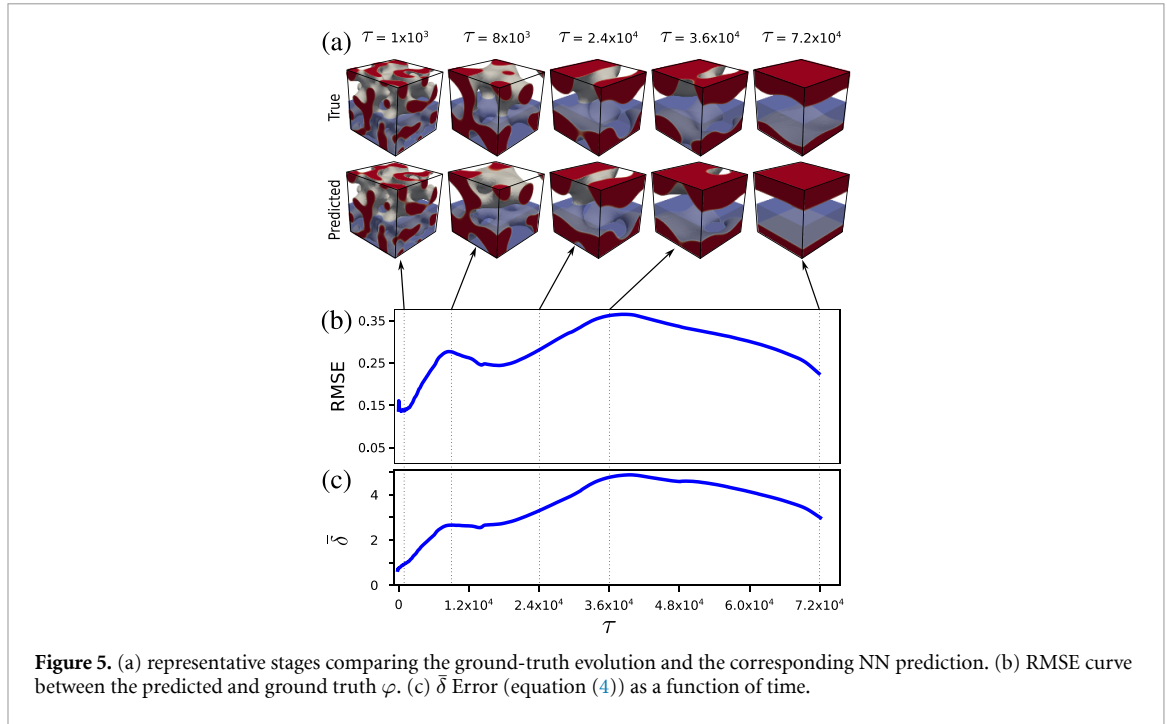 (a)
τ = 1x10³ τ = 8x10³ τ = 2.4x10⁴ τ = 3.6x10⁴ τ = 7.2x10⁴
True
Predicted
(b)
RMSE
0.35
0.25
0.15
0.05
(c)
δ̄
4
2
0
0 1.2x10⁴ 2.4x10⁴ 3.6x10⁴ 4.8x10⁴ 6.0x10⁴ 7.2x10⁴
τ
Figure 5. (a) representative stages comparing the ground-truth evolution and the corresponding NN prediction. (b) RMSE curve
between the predicted and ground truth φ. (c) δ̄ Error (equation (4)) as a function of time.